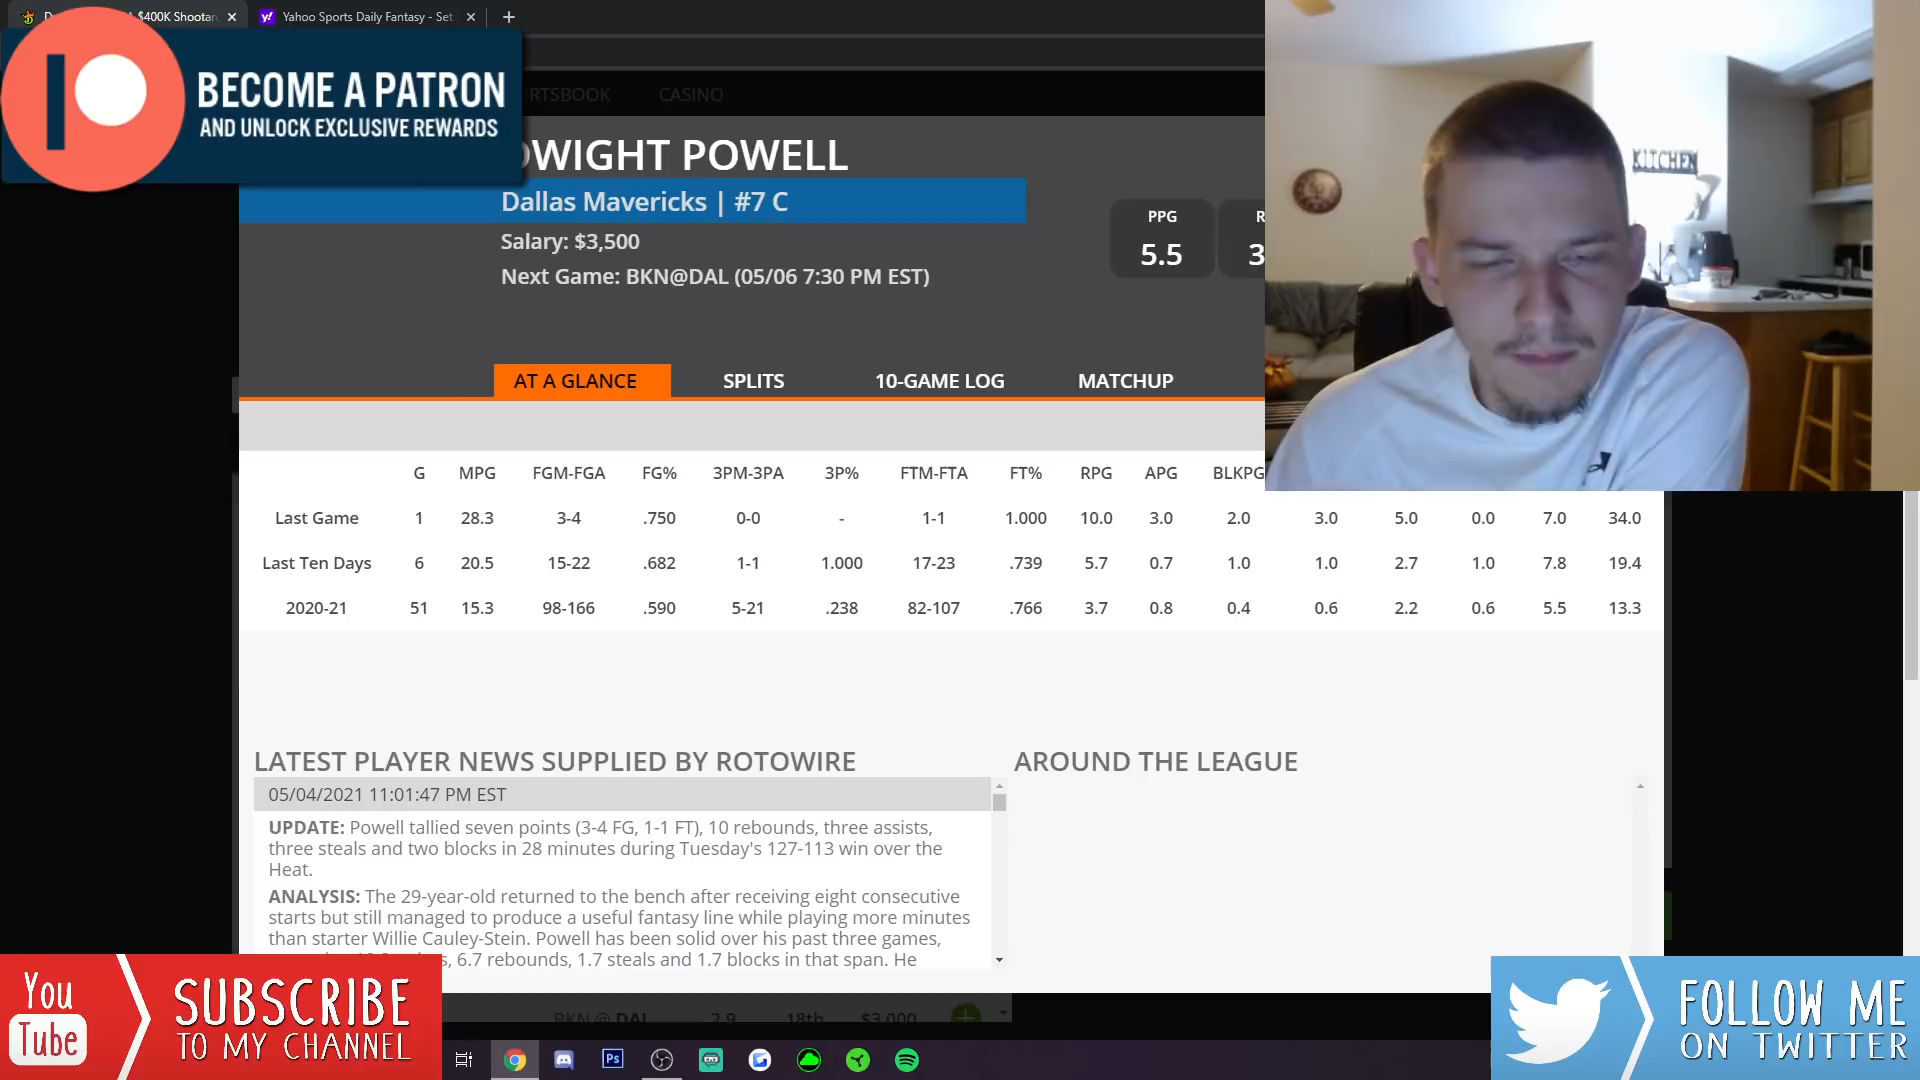 $400K Shootar
Yahoo Sports Daily Fantasy - Set
BECOME A PATRON
AND UNLOCK EXCLUSIVE REWARDS
RTSBOOK
CASINO
DWIGHT POWELL
Dallas Mavericks | #7 C
Salary: $3,500
Next Game: BKN@DAL (05/06 7:30 PM EST)
PPG
5.5
R
3
KITCHEN
AT A GLANCE
SPLITS
10-GAME LOG
MATCHUP
G MPG FGM-FGA FG% 3PM-3PA 3P% FTM-FTA FT% RPG APG BLKPG
Last Game 1 28.3 3-4 .750 0-0 - 1-1 1.000 10.0 3.0 2.0 3.0 5.0 0.0 7.0 34.0
Last Ten Days 6 20.5 15-22 .682 1-1 1.000 17-23 .739 5.7 0.7 1.0 1.0 2.7 1.0 7.8 19.4
2020-21 51 15.3 98-166 .590 5-21 .238 82-107 .766 3.7 0.8 0.4 0.6 2.2 0.6 5.5 13.3
LATEST PLAYER NEWS SUPPLIED BY ROTOWIRE
AROUND THE LEAGUE
05/04/2021 11:01:47 PM EST
UPDATE: Powell tallied seven points (3-4 FG, 1-1 FT), 10 rebounds, three assists,
three steals and two blocks in 28 minutes during Tuesday's 127-113 win over the
Heat.
ANALYSIS: The 29-year-old returned to the bench after receiving eight consecutive
starts but still managed to produce a useful fantasy line while playing more minutes
than starter Willie Cauley-Stein. Powell has been solid over his past three games,
6.7 rebounds, 1.7 steals and 1.7 blocks in that span. He
BKN @ DAL 2.9 18th $3,000
You
Tube
SUBSCRIBE
TO MY CHANNEL
Ps
FOLLOW ME
ON TWITTER